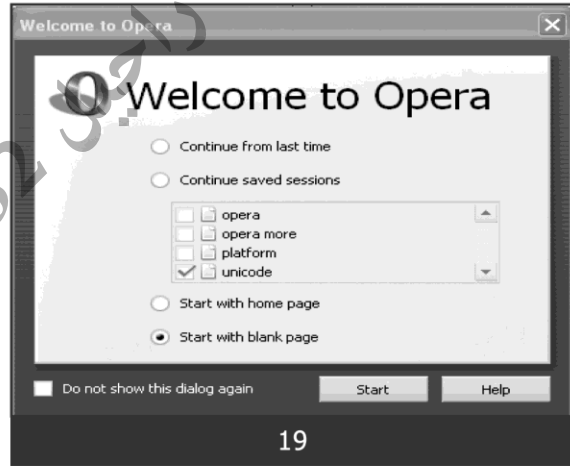 Welcome to Opera
Welcome to Opera
Continue from last time
Continue saved sessions
opera
opera more
platform
unicode
Start with home page
Start with blank page
Do not show this dialog again
Start
Help
19